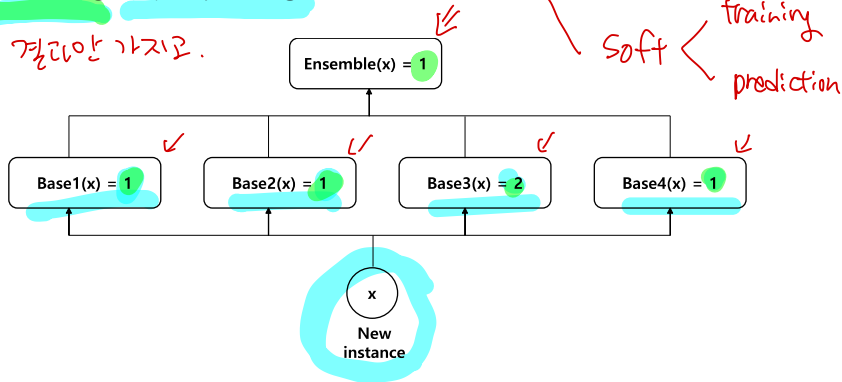 training
결과만 가지고.
Soft
prediction
Ensemble(x) = 1
Base1(x) = 1
Base2(x) = 1
Base3(x) = 2
Base4(x) = 1
x
New
instance